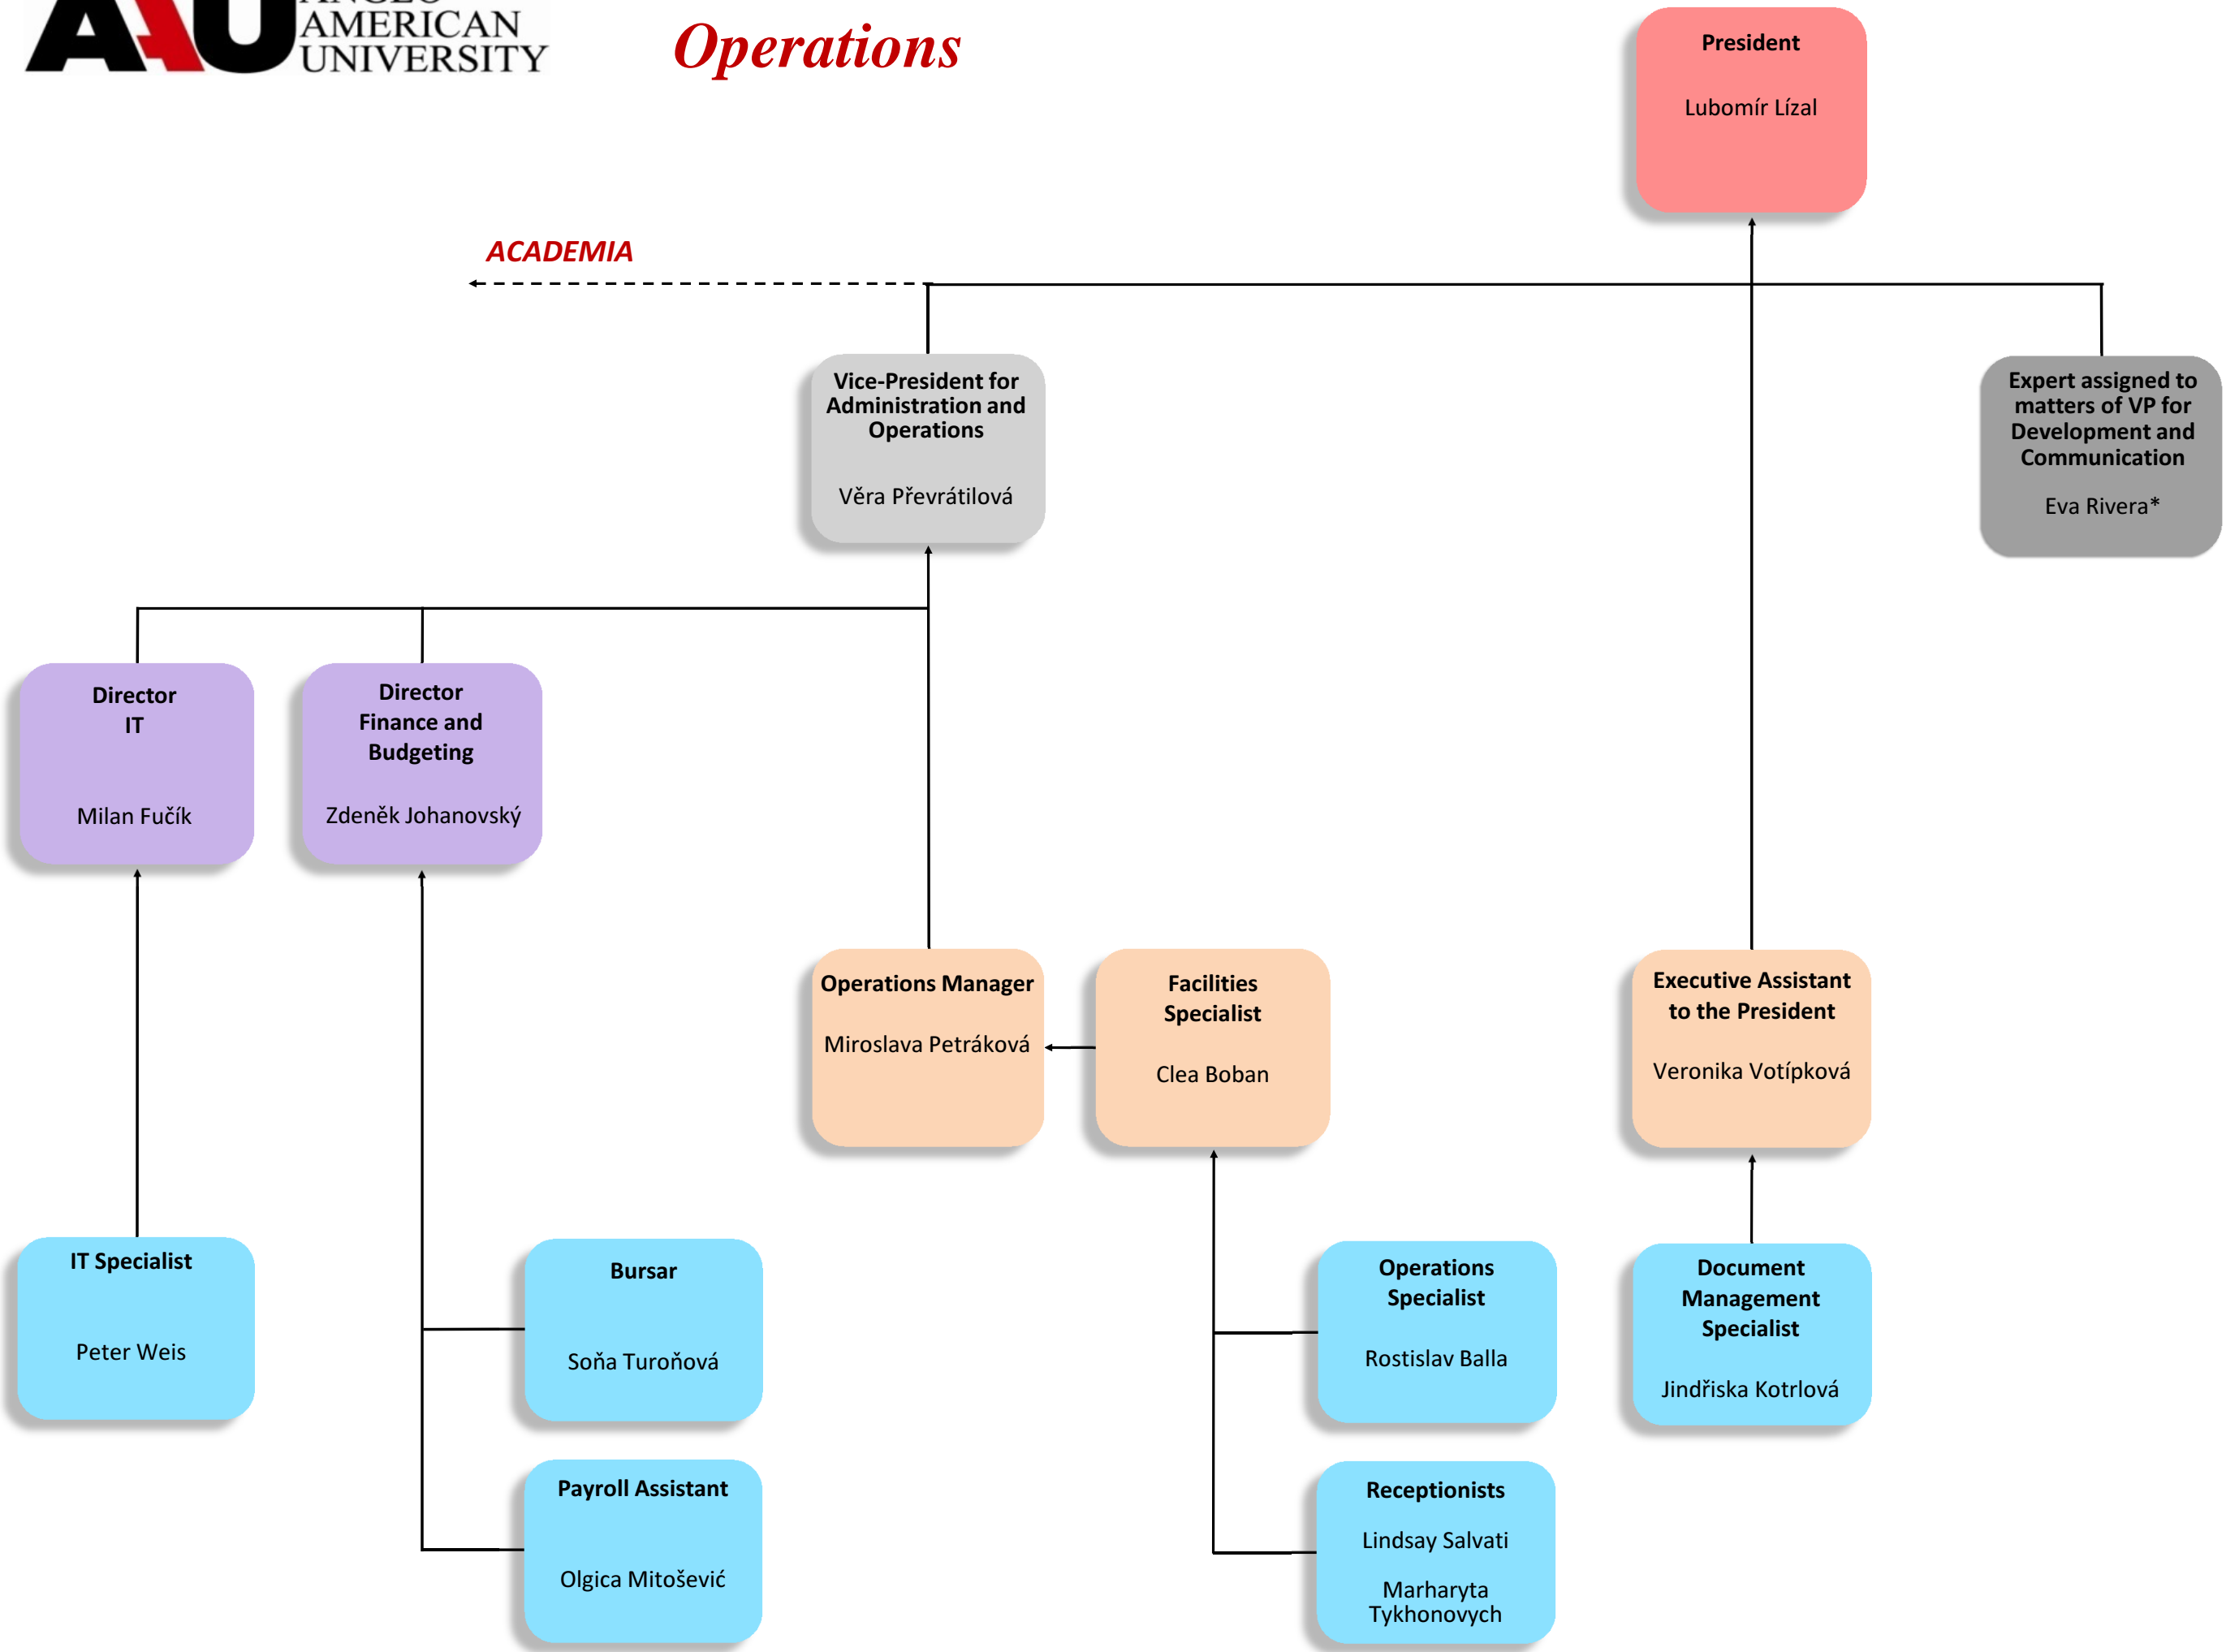 AAU
AMERICAN
UNIVERSITY
Operations
President
Lubomír Lízal
ACADEMIA
Vice-President for
Administration and
Operations
Věra Převrátilová
Expert assigned to
matters of VP for
Development and
Communication
Eva Rivera*
Director
IT
Milan Fučík
Director
Finance and
Budgeting
Zdeněk Johanovský
Operations Manager
Miroslava Petráková
Facilities
Specialist
Clea Boban
Executive Assistant
to the President
Veronika Votípková
IT Specialist
Peter Weis
Bursar
Soňa Turoňová
Operations
Specialist
Rostislav Balla
Document
Management
Specialist
Jindřiska Kotrlová
Payroll Assistant
Olgica Mitošević
Receptionists
Lindsay Salvati
Marharyta
Tykhonovych